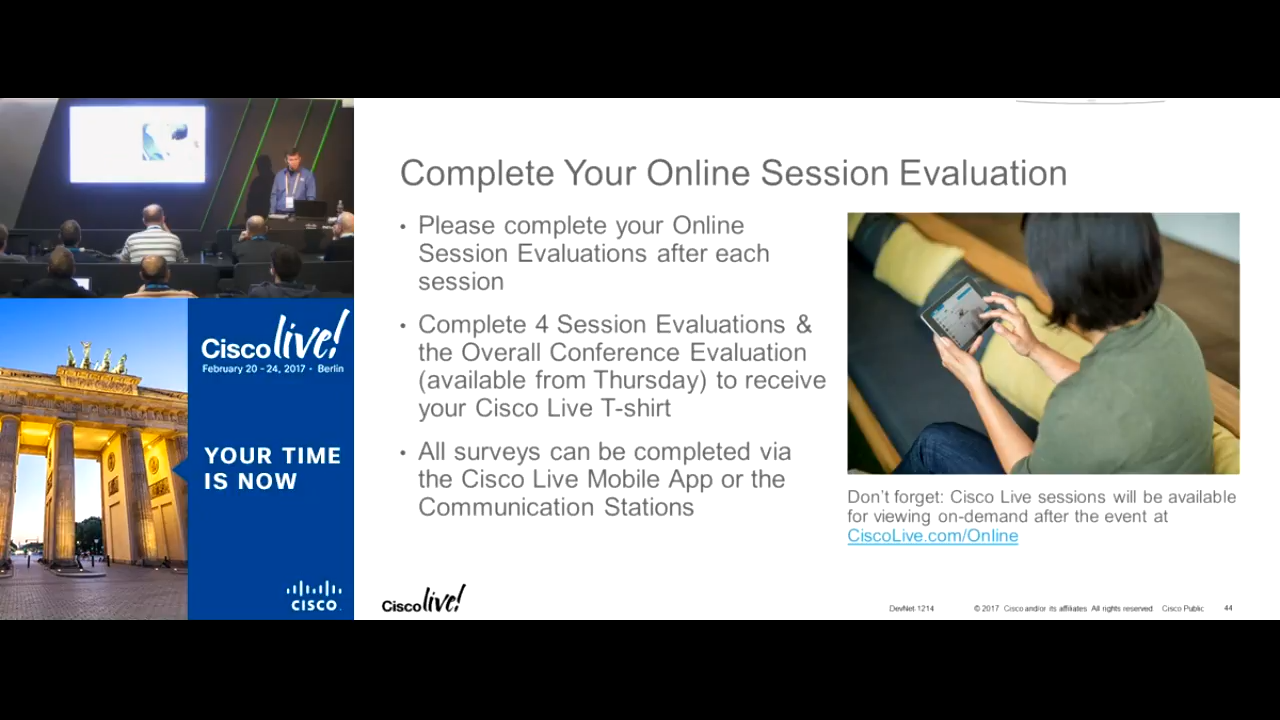 Cisco live!
February 20 - 24, 2017 • Berlin
YOUR TIME
IS NOW
CISCO
Complete Your Online Session Evaluation
• Please complete your Online
Session Evaluations after each
session
• Complete 4 Session Evaluations &
the Overall Conference Evaluation
(available from Thursday) to receive
your Cisco Live T-shirt
• All surveys can be completed via
the Cisco Live Mobile App or the
Communication Stations
Don't forget: Cisco Live sessions will be available
for viewing on-demand after the event at
CiscoLive.com/Online
Cisco live!
DevNet-1214 © 2017 Cisco and/or its affiliates. All rights reserved. Cisco Public 44